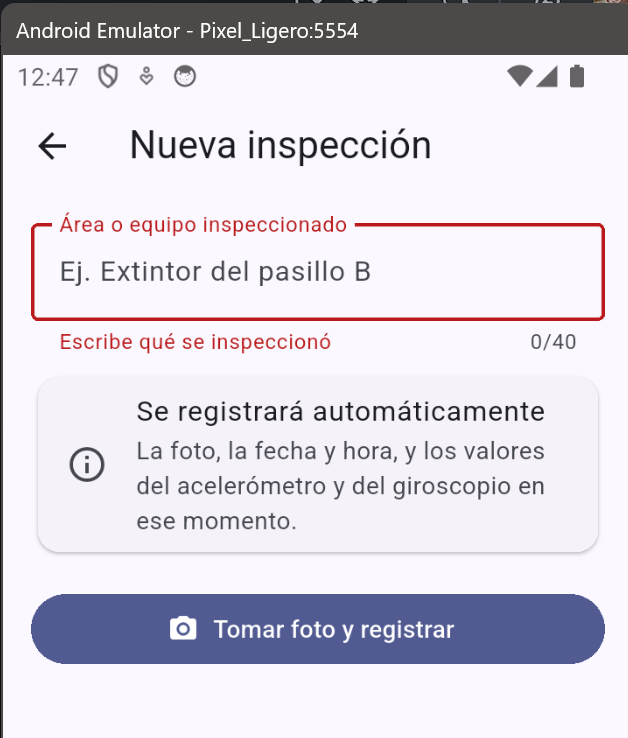 Android Emulator - Pixel_Ligero:5554
12:47
Nueva inspección
Área o equipo inspeccionado
Ej. Extintor del pasillo B
Escribe qué se inspeccionó 0/40
Se registrará automáticamente
La foto, la fecha y hora, y los valores
del acelerómetro y del giroscopio en
ese momento.
Tomar foto y registrar